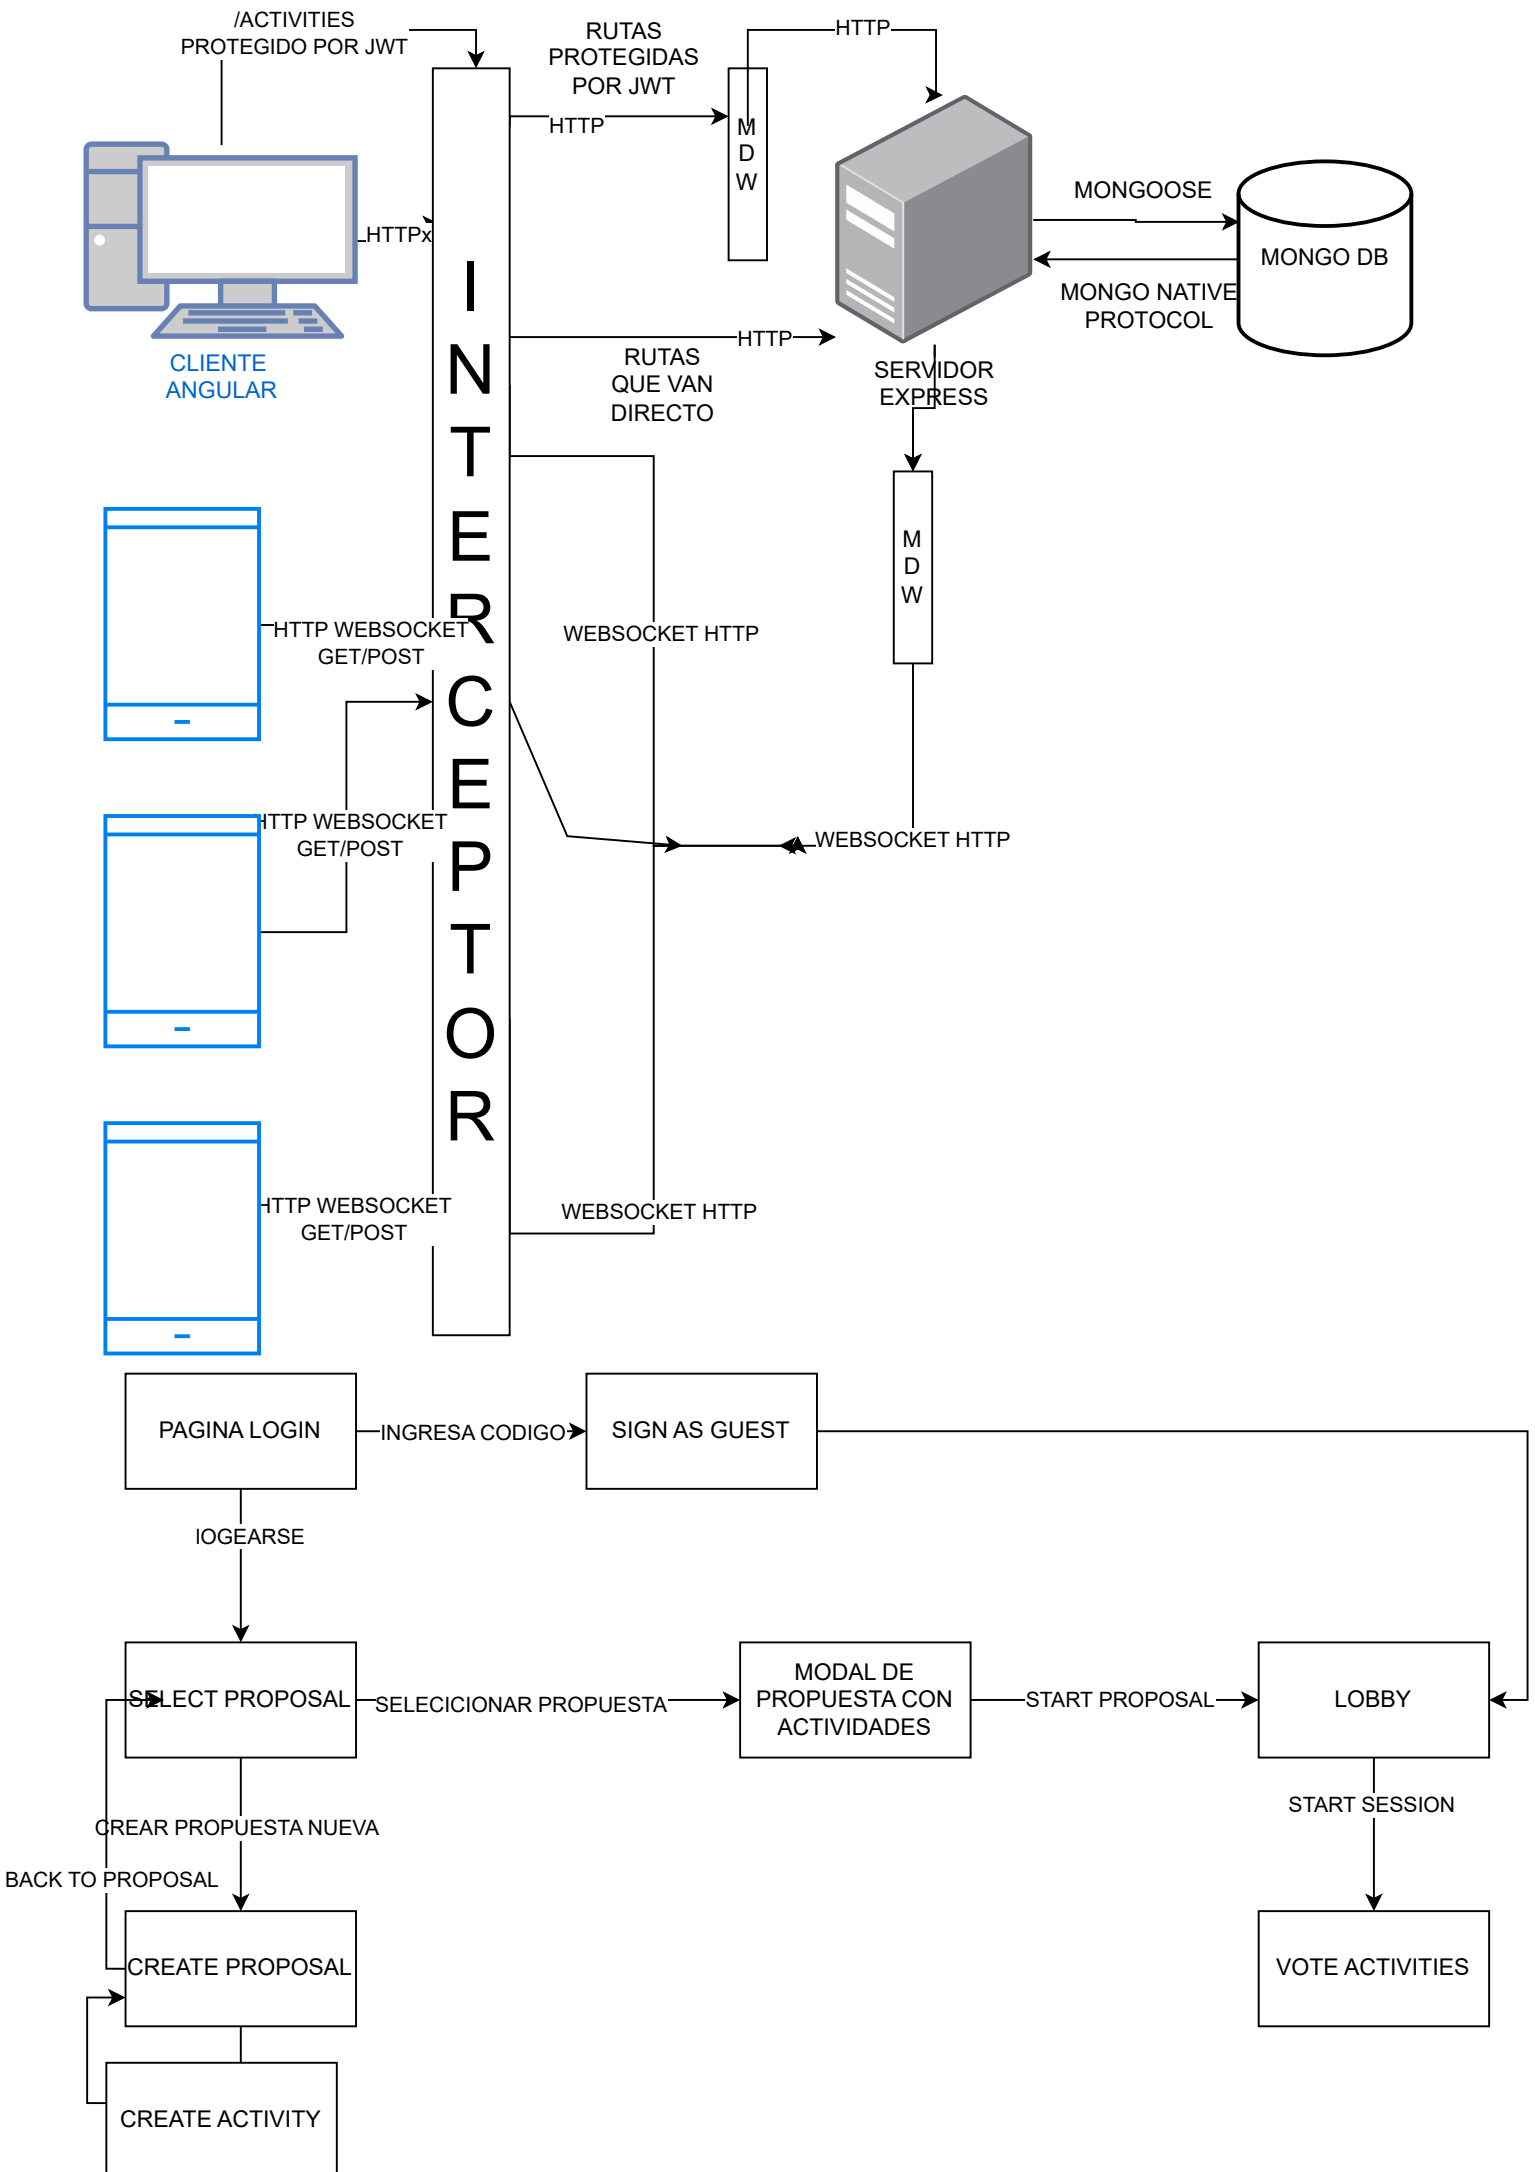 /ACTIVITIES
PROTEGIDO POR JWT
RUTAS
PROTEGIDAS
POR JWT
HTTP
HTTP
M
D
W
HTTPx
MONGOOSE
MONGO DB
MONGO NATIVE
PROTOCOL
INTERCEPTOR
HTTP
RUTAS
QUE VAN
DIRECTO
SERVIDOR
EXPRESS
CLIENTE
ANGULAR
M
D
W
HTTP WEBSOCKET
GET/POST
WEBSOCKET HTTP
HTTP WEBSOCKET
GET/POST
WEBSOCKET HTTP
HTTP WEBSOCKET
GET/POST
WEBSOCKET HTTP
PAGINA LOGIN
INGRESA CODIGO
SIGN AS GUEST
lOGEARSE
SELECT PROPOSAL
SELECICIONAR PROPUESTA
MODAL DE
PROPUESTA CON
ACTIVIDADES
START PROPOSAL
LOBBY
START SESSION
CREAR PROPUESTA NUEVA
BACK TO PROPOSAL
CREATE PROPOSAL
VOTE ACTIVITIES
CREATE ACTIVITY